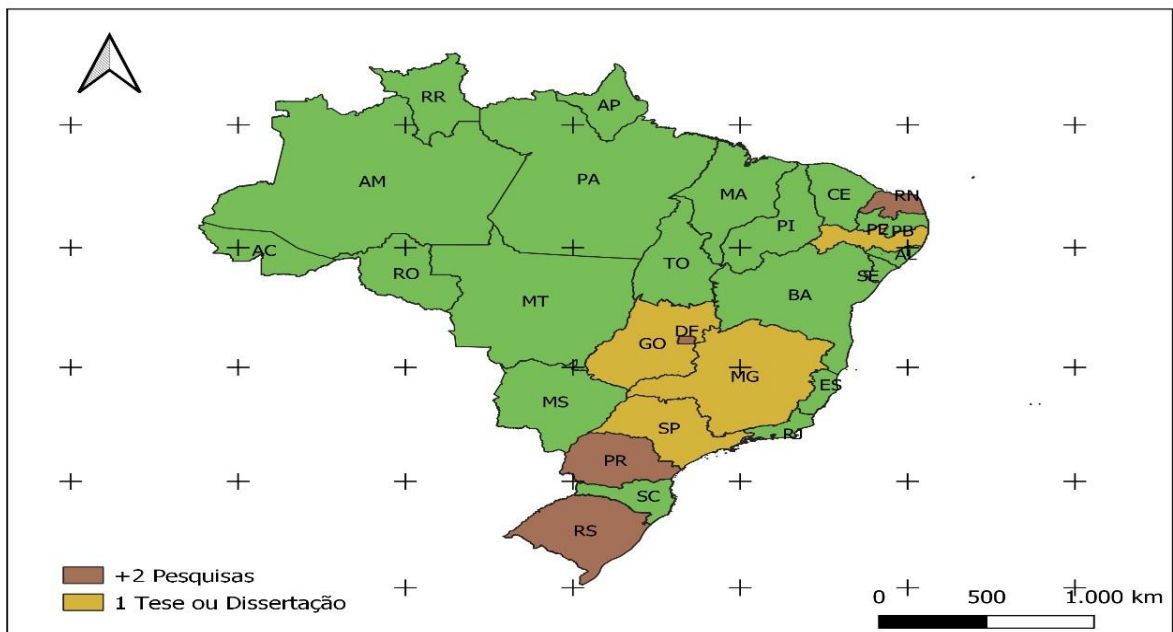 RR
AP
AM
PA
MA
CE
RN
PI
PE
PB
AC
AL
TO
RO
SE
BA
MT
DF
GO
MG
ES
MS
SP
RJ
PR
SC
RS
+2 Pesquisas
1 Tese ou Dissertação
0 500 1.000 km